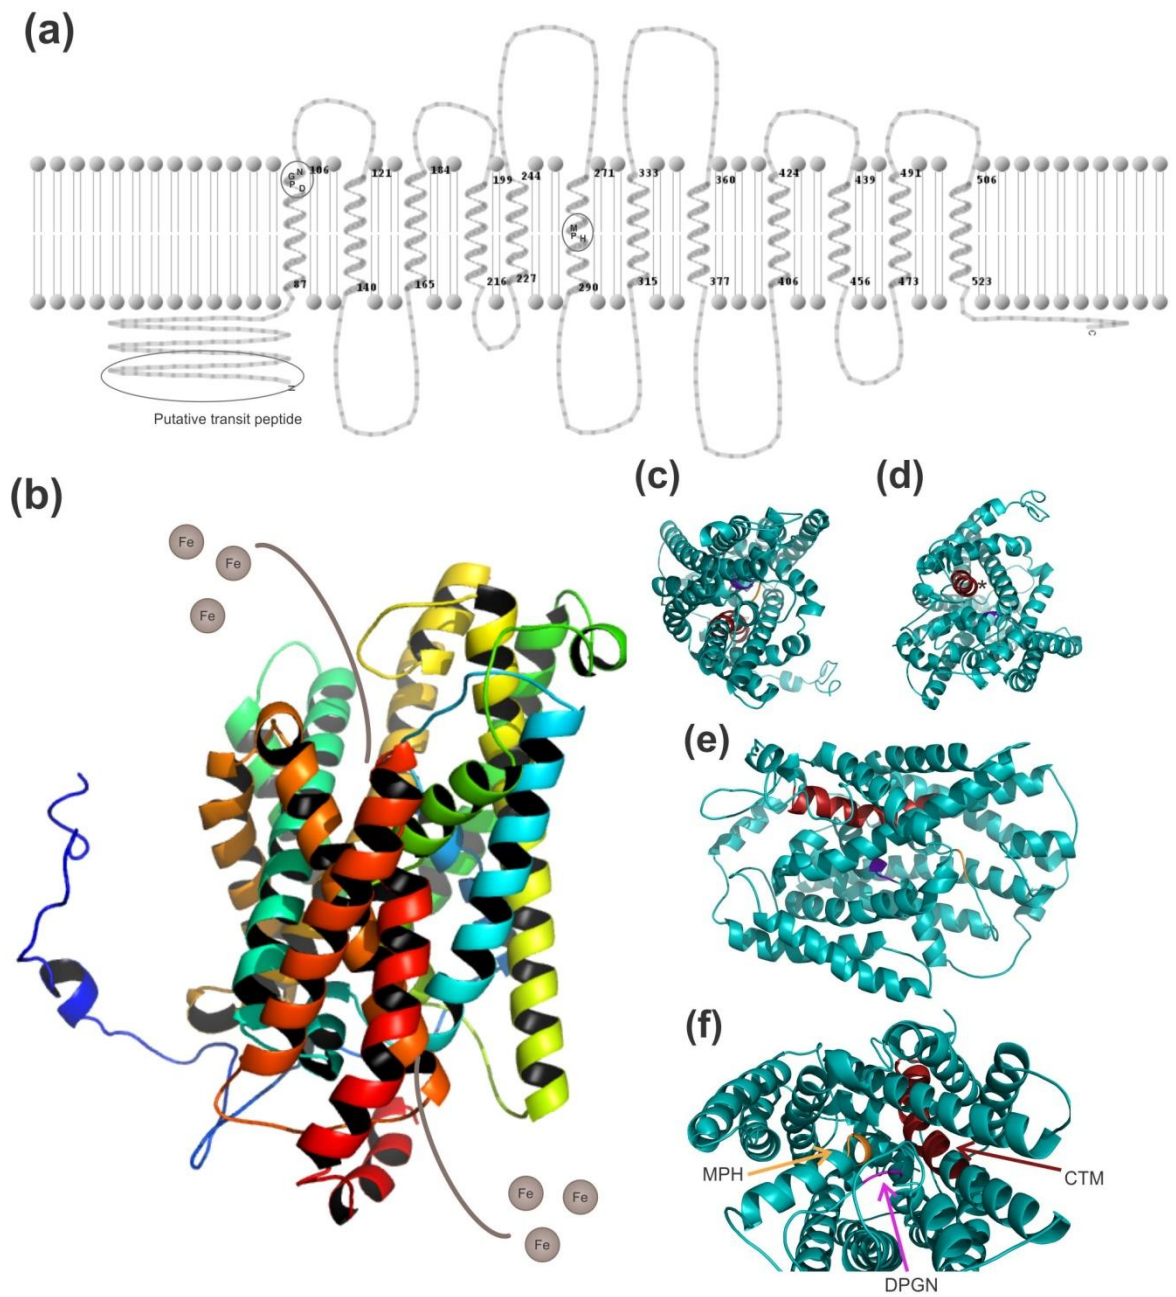 (a)
G N
P D
106 121 184 199 244 271 333 360 424 439 491 506
M
P H
87 140 165 216 227 290 315 377 406 456 473 523
N
C
Putative transit peptide
(b)
Fe
Fe
Fe
Fe Fe
Fe
(c)
(d)
*
(e)
(f)
MPH
CTM
DPGN